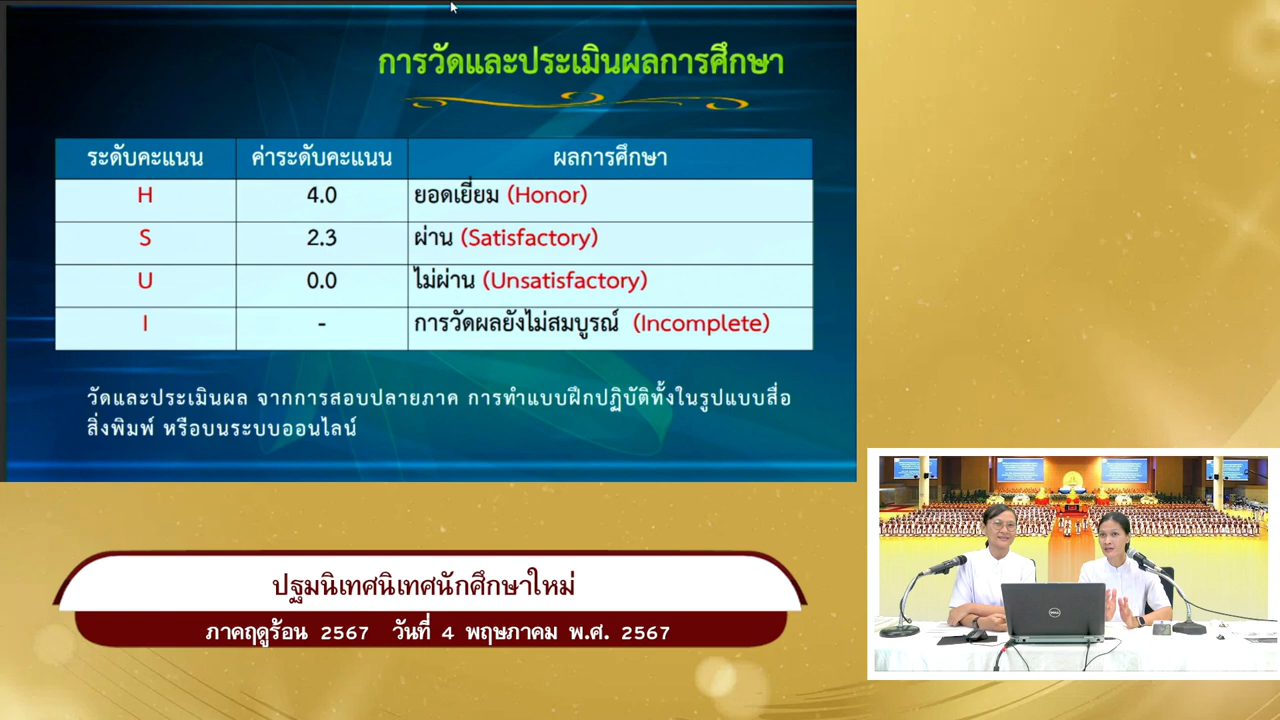 การวัดและประเมินผลการศึกษา
ระดับคะแนน ค่าระดับคะแนน ผลการศึกษา
H 4.0 ยอดเยี่ยม (Honor)
S 2.3 ผ่าน (Satisfactory)
U 0.0 ไม่ผ่าน (Unsatisfactory)
I - การวัดผลยังไม่สมบูรณ์ (Incomplete)
วัดและประเมินผล จากการสอบปลายภาค การทำแบบฝึกปฏิบัติทั้งในรูปแบบสื่อ
สิ่งพิมพ์ หรือบนระบบออนไลน์
ปฐมนิเทศนิเทศนักศึกษาใหม่
ภาคฤดูร้อน 2567 วันที่ 4 พฤษภาคม พ.ศ. 2567
DELL